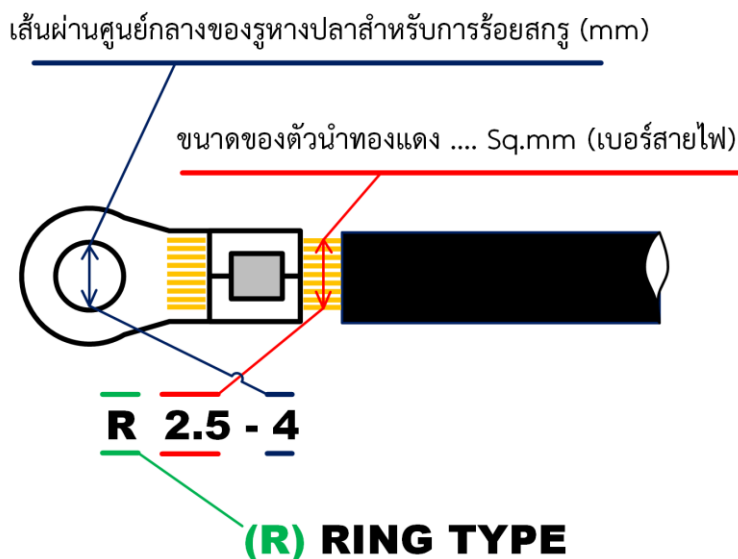 เส้นผ่านศูนย์กลางของรูหางปลาสำหรับการร้อยสกรู (mm)
ขนาดของตัวนำทองแดง .... Sq.mm (เบอร์สายไฟ)
R 2.5 - 4
(R) RING TYPE